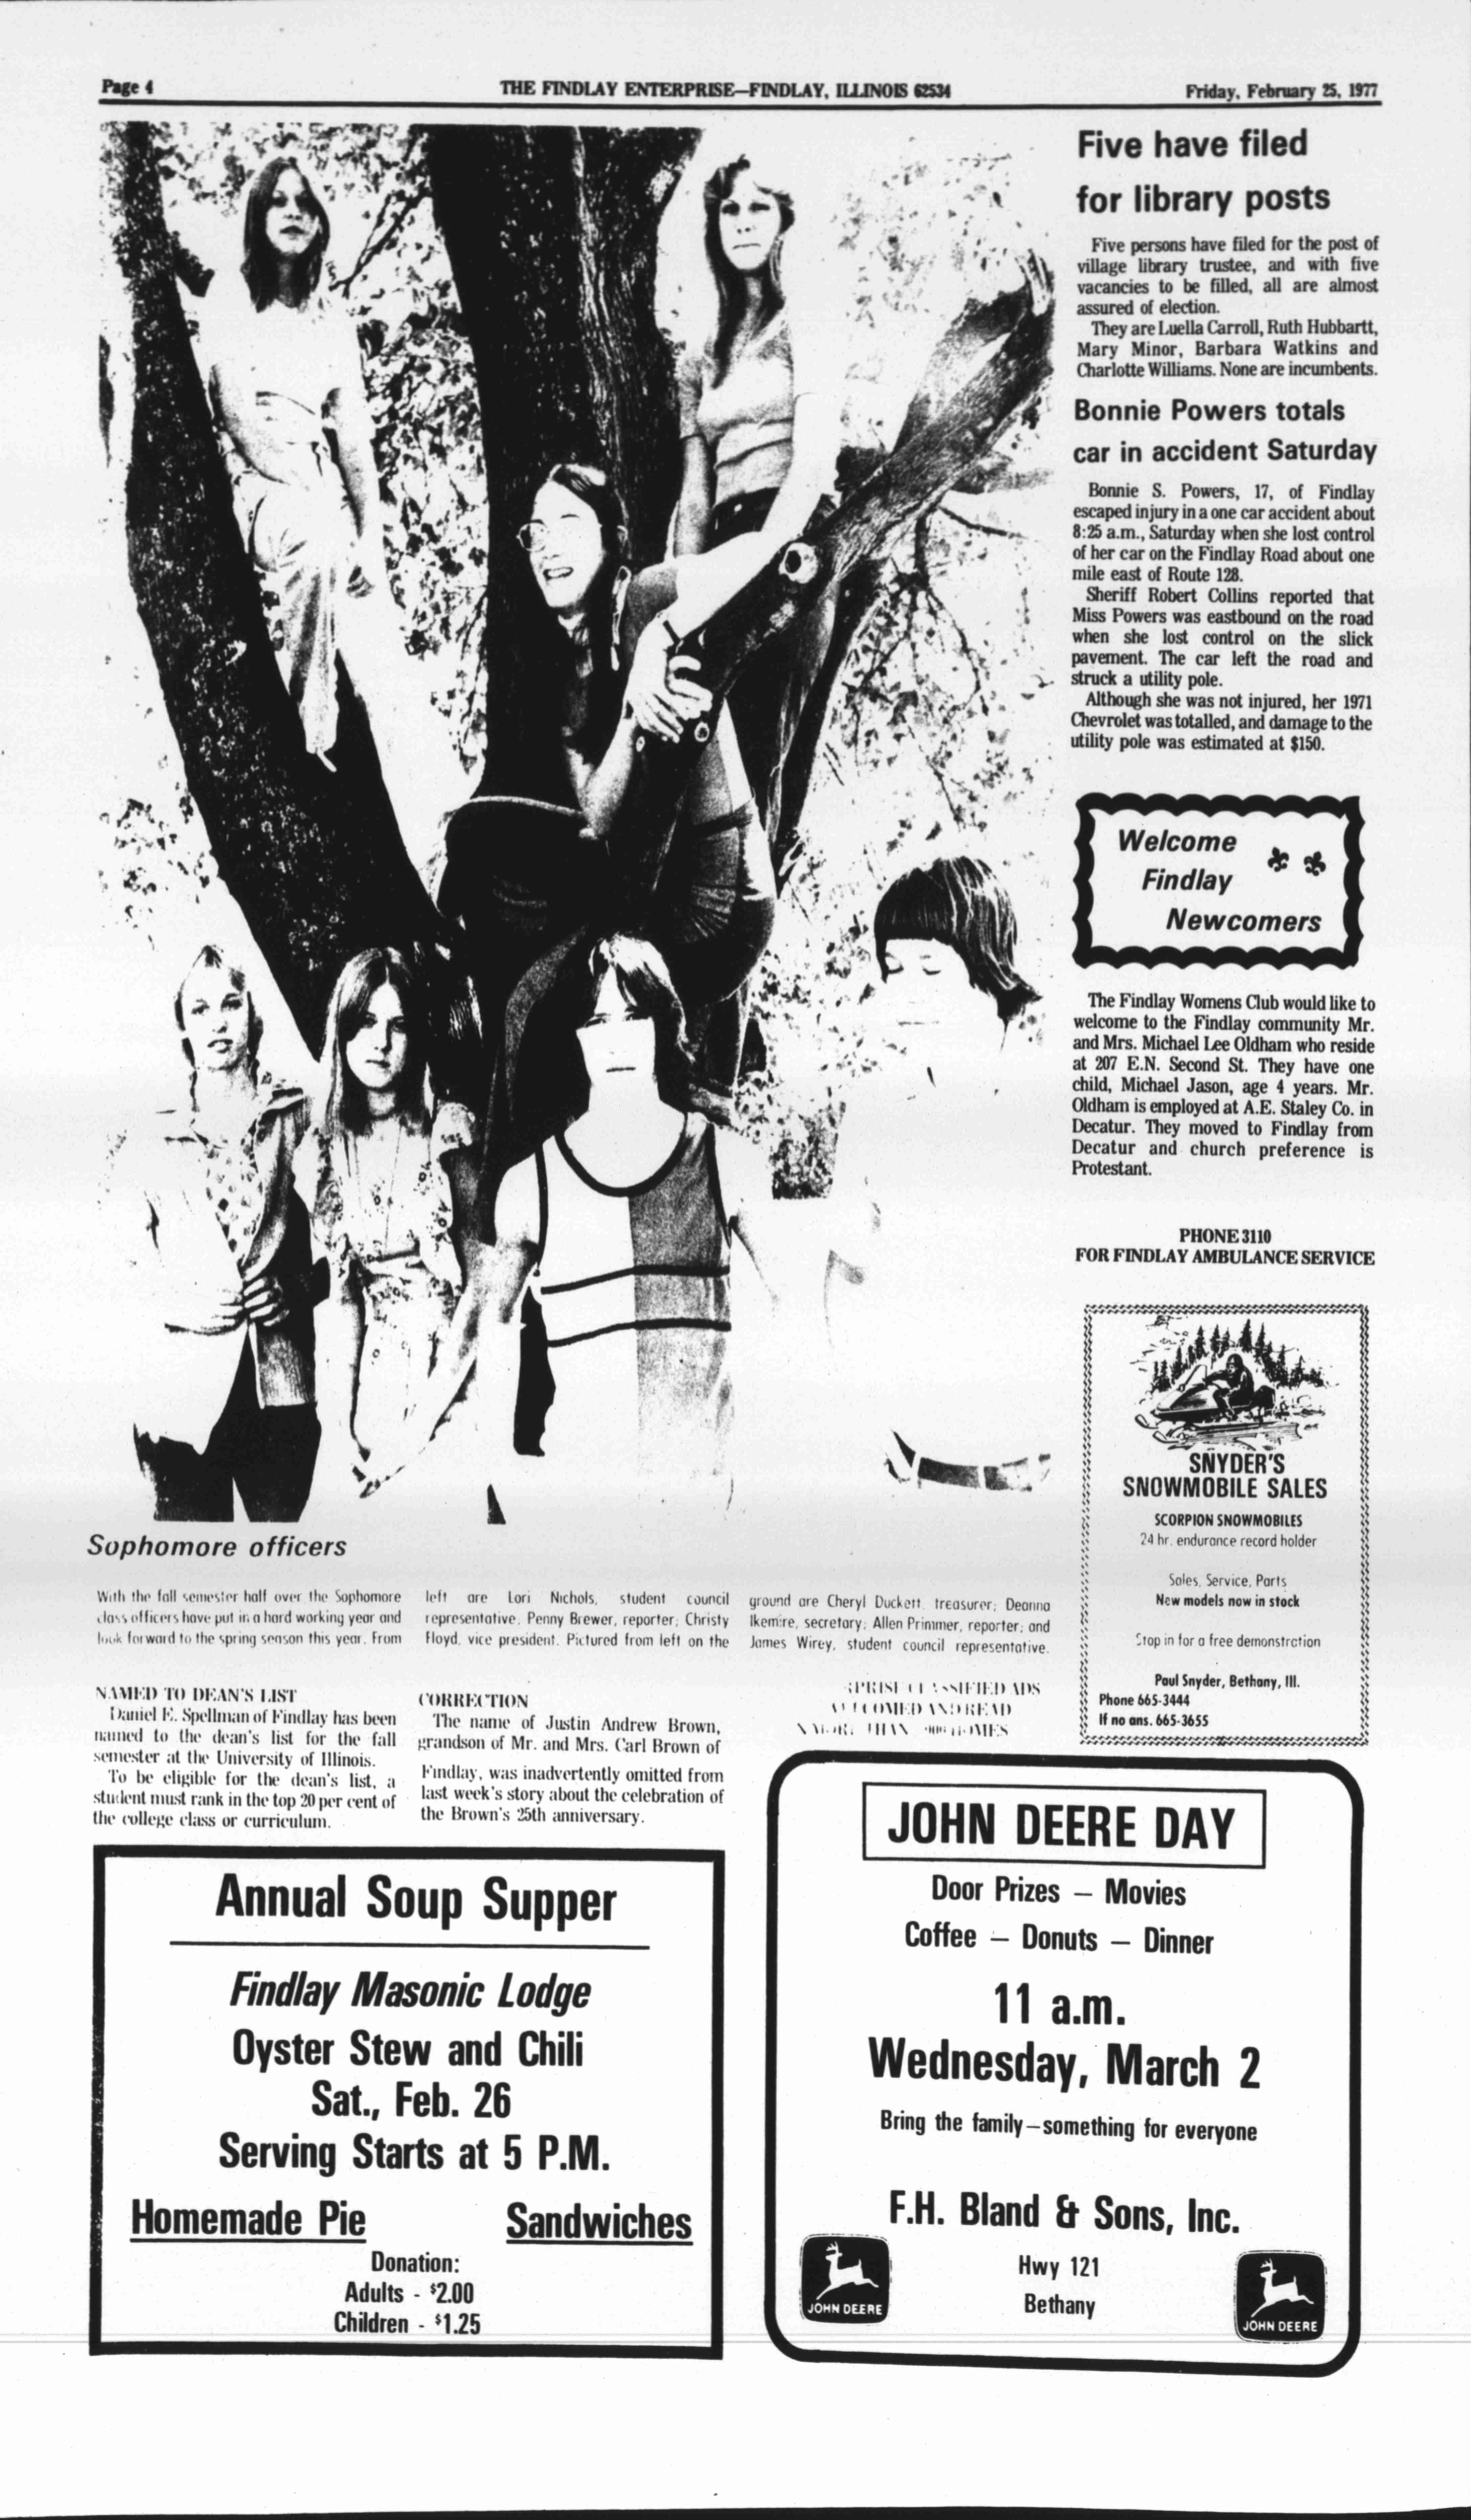 Page 4
THE FINDLAY ENTERPRISE—FINDLAY, ILLINOIS 62534
Friday, February 25, 1977
Sophomore officers
With the fall semester half over the Sophomore
class officers have put in a hard working year and
look forward to the spring season this year. From
left are Lori Nichols, student council
representative; Penny Brewer, reporter; Christy
Floyd, vice president. Pictured from left on the
ground are Cheryl Duckett, treasurer; Deanna
Ikemire, secretary; Allen Primmer, reporter; and
James Wirey, student council representative.
NAMED TO DEAN'S LIST
Daniel E. Spellman of Findlay has been
named to the dean's list for the fall
semester at the University of Illinois.
To be eligible for the dean's list, a
student must rank in the top 20 per cent of
the college class or curriculum.
CORRECTION
The name of Justin Andrew Brown,
grandson of Mr. and Mrs. Carl Brown of
Findlay, was inadvertently omitted from
last week's story about the celebration of
the Brown's 25th anniversary.
CLASSIFIED ADS
AND READ
THAN HOMES
Five have filed
for library posts
Five persons have filed for the post of
village library trustee, and with five
vacancies to be filled, all are almost
assured of election.
They are Luella Carroll, Ruth Hubbartt,
Mary Minor, Barbara Watkins and
Charlotte Williams. None are incumbents.
Bonnie Powers totals
car in accident Saturday
Bonnie S. Powers, 17, of Findlay
escaped injury in a one car accident about
8:25 a.m., Saturday when she lost control
of her car on the Findlay Road about one
mile east of Route 128.
Sheriff Robert Collins reported that
Miss Powers was eastbound on the road
when she lost control on the slick
pavement. The car left the road and
struck a utility pole.
Although she was not injured, her 1971
Chevrolet was totalled, and damage to the
utility pole was estimated at $150.
Welcome
Findlay
Newcomers
The Findlay Womens Club would like to
welcome to the Findlay community Mr.
and Mrs. Michael Lee Oldham who reside
at 207 E.N. Second St. They have one
child, Michael Jason, age 4 years. Mr.
Oldham is employed at A.E. Staley Co. in
Decatur. They moved to Findlay from
Decatur and church preference is
Protestant.
PHONE 3110
FOR FINDLAY AMBULANCE SERVICE
SNYDER'S
SNOWMOBILE SALES
SCORPION SNOWMOBILES
24 hr. endurance record holder
Sales, Service, Parts
New models now in stock
Stop in for a free demonstration
Paul Snyder, Bethany, Ill.
Phone 665-3444
If no ans. 665-3655
Annual Soup Supper
Findlay Masonic Lodge
Oyster Stew and Chili
Sat., Feb. 26
Serving Starts at 5 P.M.
Homemade Pie Sandwiches
Donation:
Adults - $2.00
Children - $1.25
JOHN DEERE DAY
Door Prizes — Movies
Coffee — Donuts — Dinner
11 a.m.
Wednesday, March 2
Bring the family—something for everyone
F.H. Bland & Sons, Inc.
Hwy 121
Bethany
JOHN DEERE
JOHN DEERE